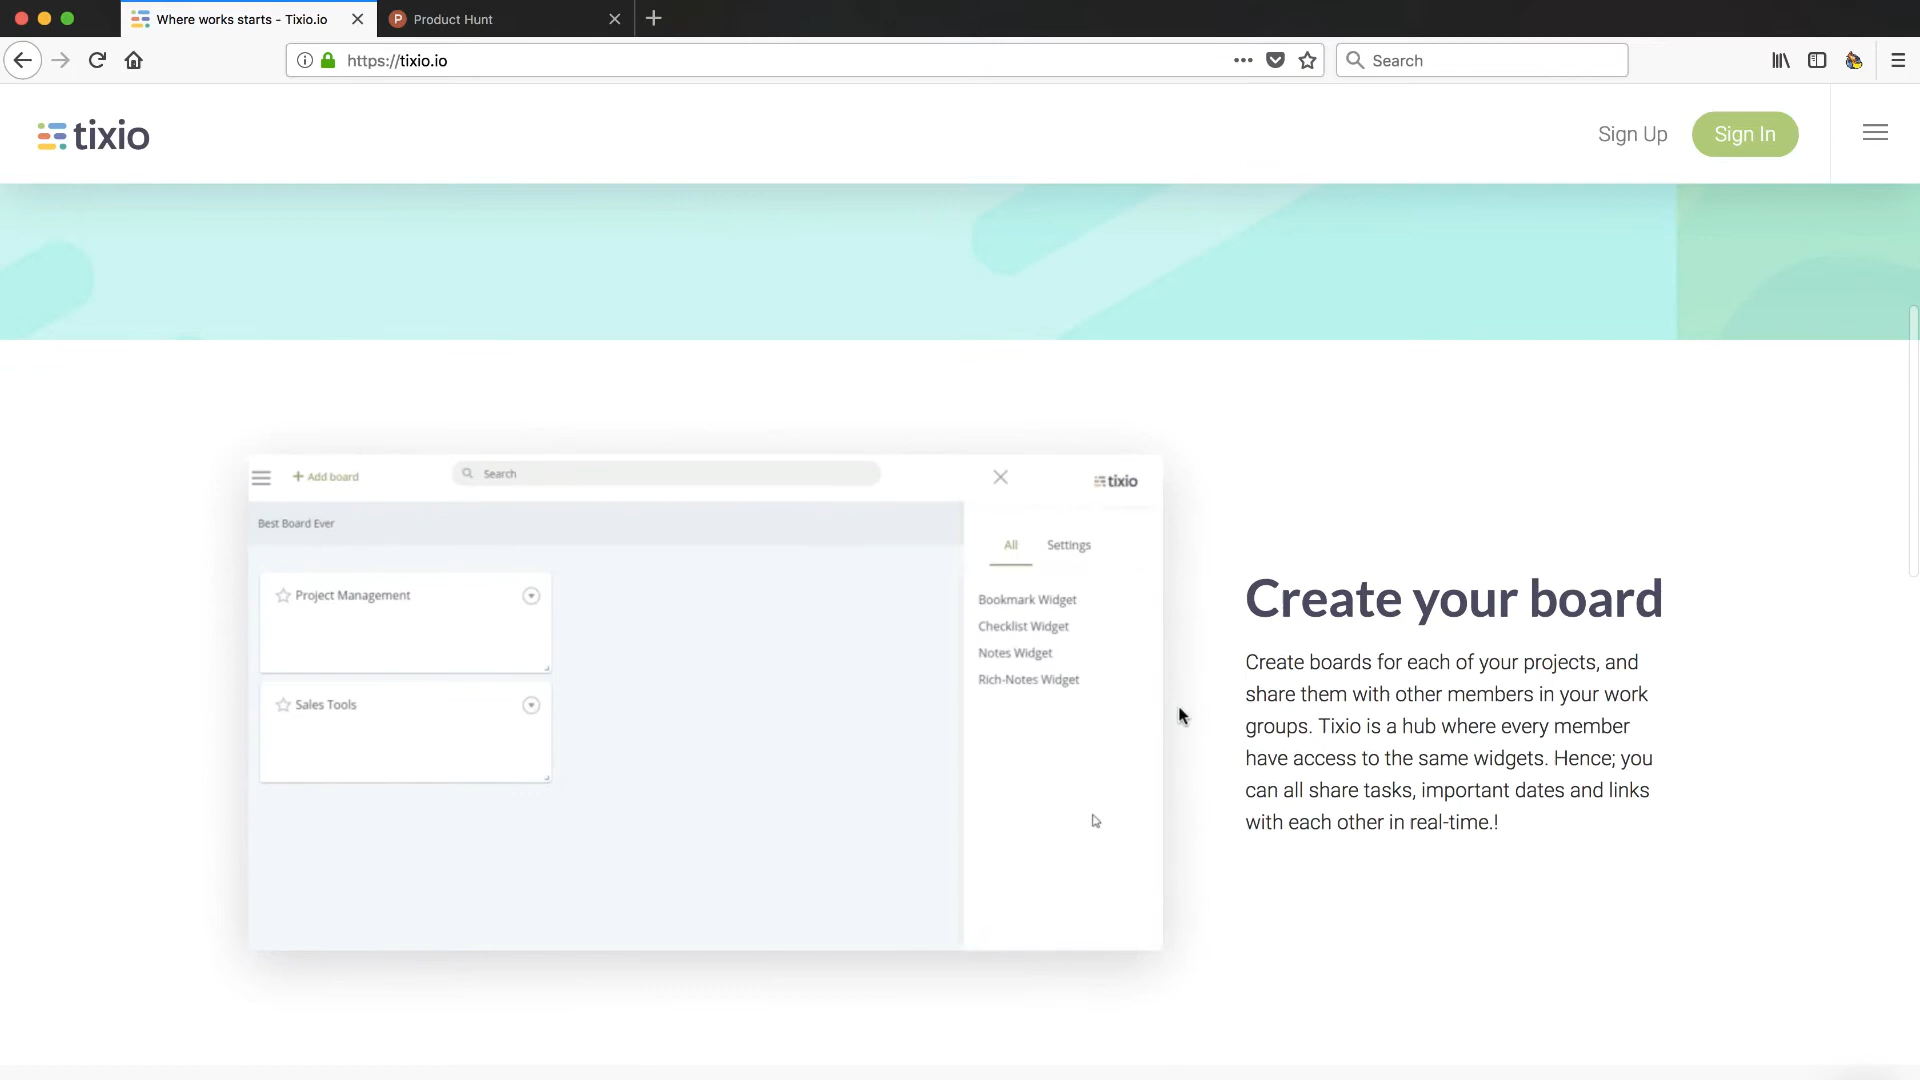 Where works starts - Tixio.io
Product Hunt
https://tixio.io
Search
tixio
Sign Up
Sign In
+ Add board
Search
tixio
Best Board Ever
All
Settings
Project Management
Bookmark Widget
Checklist Widget
Notes Widget
Rich-Notes Widget
Sales Tools
Create your board
Create boards for each of your projects, and
share them with other members in your work
groups. Tixio is a hub where every member
have access to the same widgets. Hence; you
can all share tasks, important dates and links
with each other in real-time.!